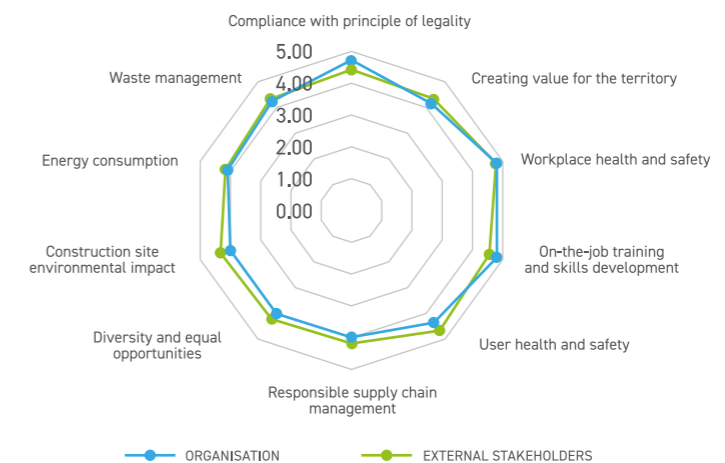 Compliance with principle of legality
5.00
4.00
3.00
2.00
1.00
0.00
Waste management
Creating value for the territory
Energy consumption
Workplace health and safety
Construction site
environmental impact
On-the-job training
and skills development
Diversity and equal
opportunities
User health and safety
Responsible supply chain
management
ORGANISATION
EXTERNAL STAKEHOLDERS